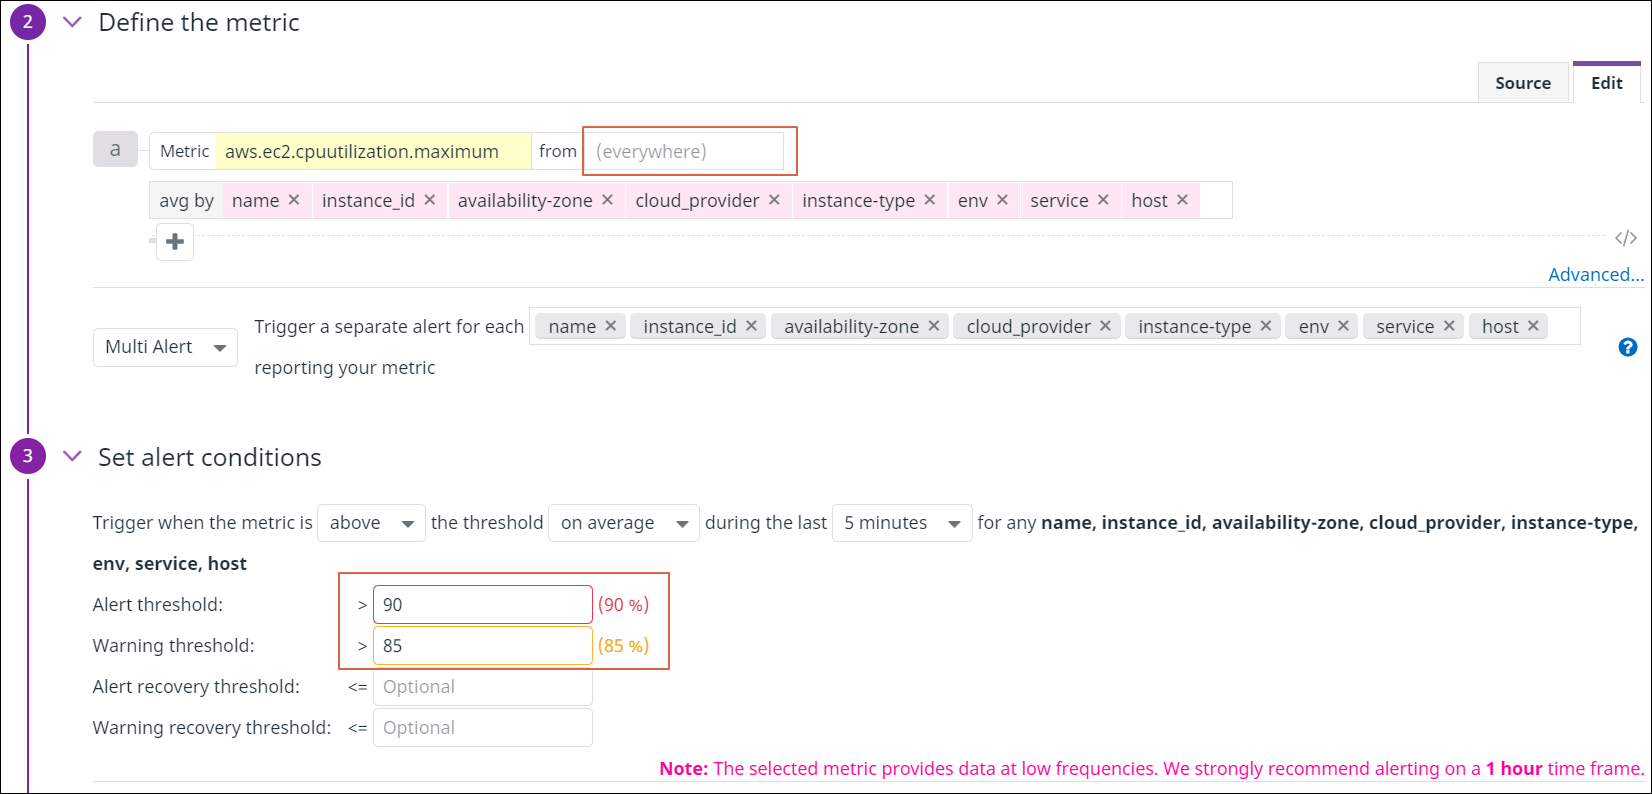 2 Define the metric
Source Edit
a Metric aws.ec2.cpuutilization.maximum from (everywhere)
avg by name × instance_id × availability-zone × cloud_provider × instance-type × env × service × host ×
+ </>
Advanced...
Trigger a separate alert for each name × instance_id × availability-zone × cloud_provider × instance-type × env × service × host ×
Multi Alert ?
reporting your metric
3 Set alert conditions
Trigger when the metric is above the threshold on average during the last 5 minutes for any name, instance_id, availability-zone, cloud_provider, instance-type,
env, service, host
Alert threshold: > 90 (90 %)
Warning threshold: > 85 (85 %)
Alert recovery threshold: <= Optional
Warning recovery threshold: <= Optional
Note: The selected metric provides data at low frequencies. We strongly recommend alerting on a 1 hour time frame.